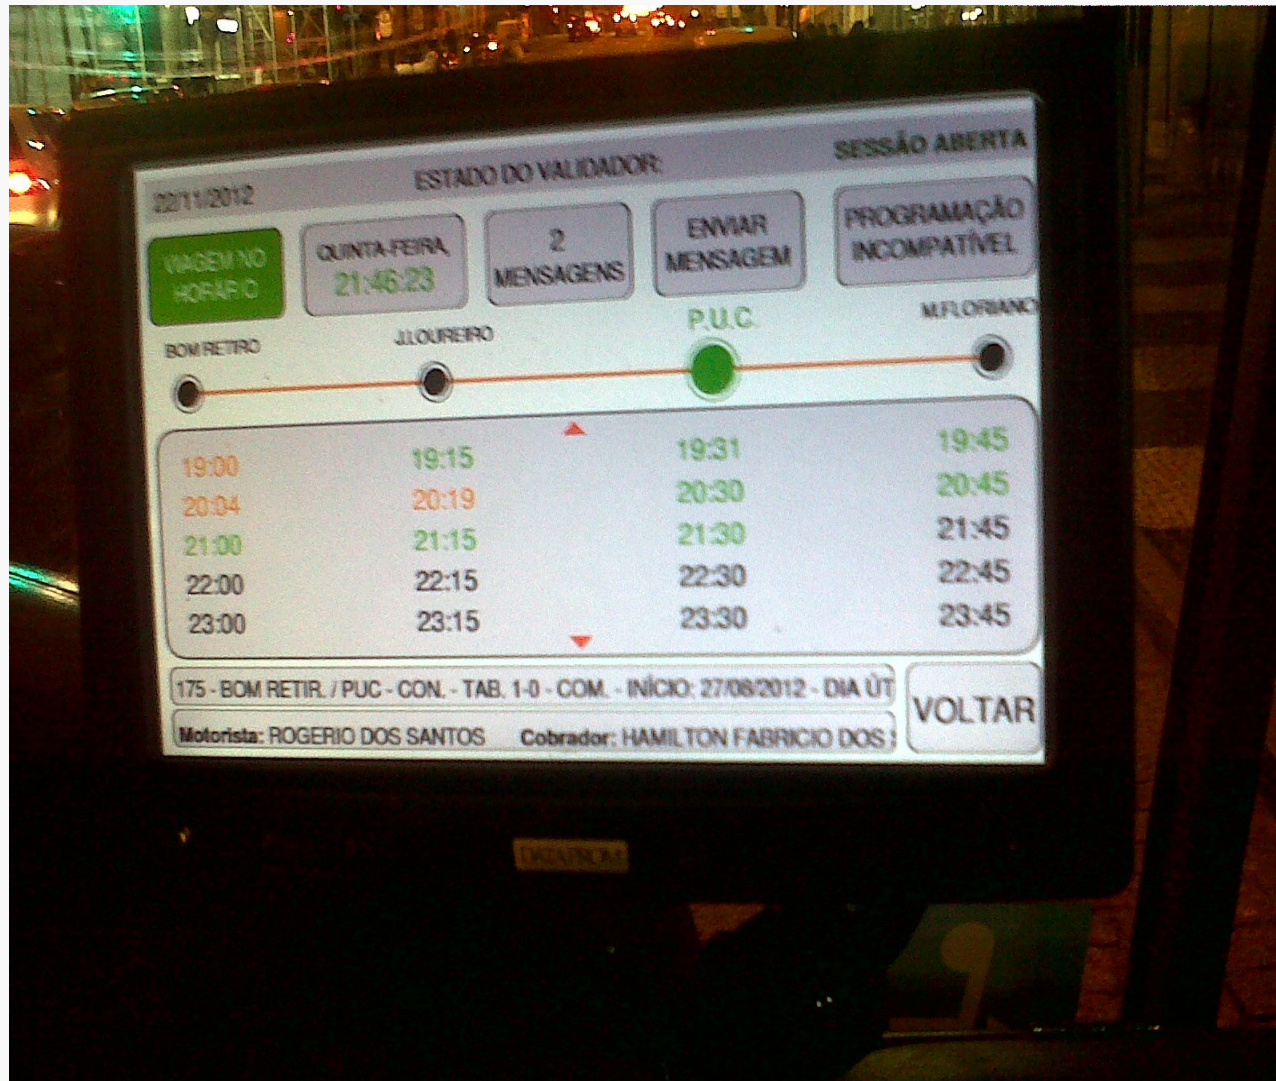 22/11/2012 ESTADO DO VALIDADOR: SESSÃO ABERTA
VIAGEM NO
HORÁRIO
QUINTA-FEIRA,
21:46:23
2
MENSAGENS
ENVIAR
MENSAGEM
PROGRAMAÇÃO
INCOMPATÍVEL
BOM RETIRO J.LOUREIRO P.U.C. M.FLORIANO
19:00 19:15 19:31 19:45
20:04 20:19 20:30 20:45
21:00 21:15 21:30 21:45
22:00 22:15 22:30 22:45
23:00 23:15 23:30 23:45
175 - BOM RETIR. / PUC - CON. - TAB. 1-0 - COM. - INÍCIO: 27/08/2012 - DIA ÚT
Motorista: ROGERIO DOS SANTOS Cobrador: HAMILTON FABRICIO DOS
VOLTAR
DATAPROM